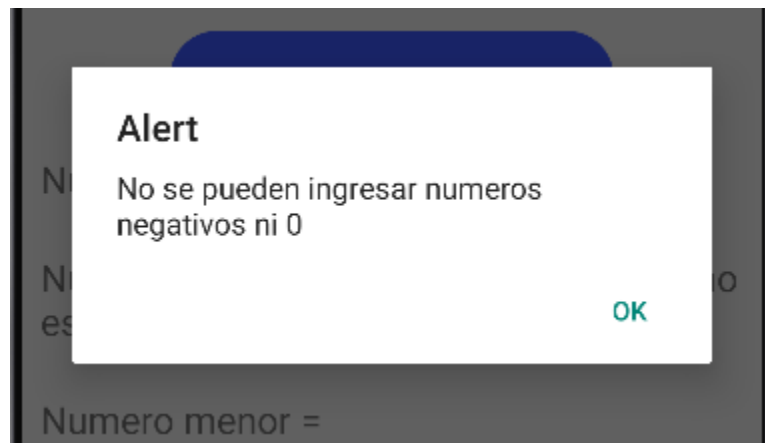 Alert
No se pueden ingresar numeros
negativos ni 0
OK
Numero menor =